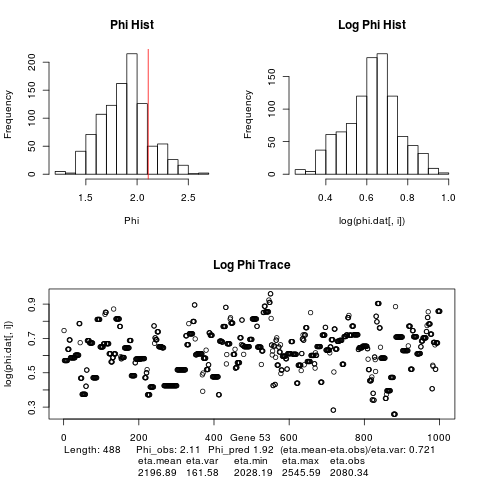 Phi Hist
Log Phi Hist
Frequency
0 50 100 150 200
1.5 2.0 2.5
Phi
Frequency
0 50 100 150
0.4 0.6 0.8 1.0
log(phi.dat[, i])
Log Phi Trace
log(phi.dat[, i])
0.3 0.5 0.7 0.9
0 200 400 600 800 1000
Gene 53
Length: 488 Phi_obs: 2.11 Phi_pred 1.92 (eta.mean-eta.obs)/eta.var: 0.721
eta.mean eta.var eta.min eta.max eta.obs
2196.89 161.58 2028.19 2545.59 2080.34